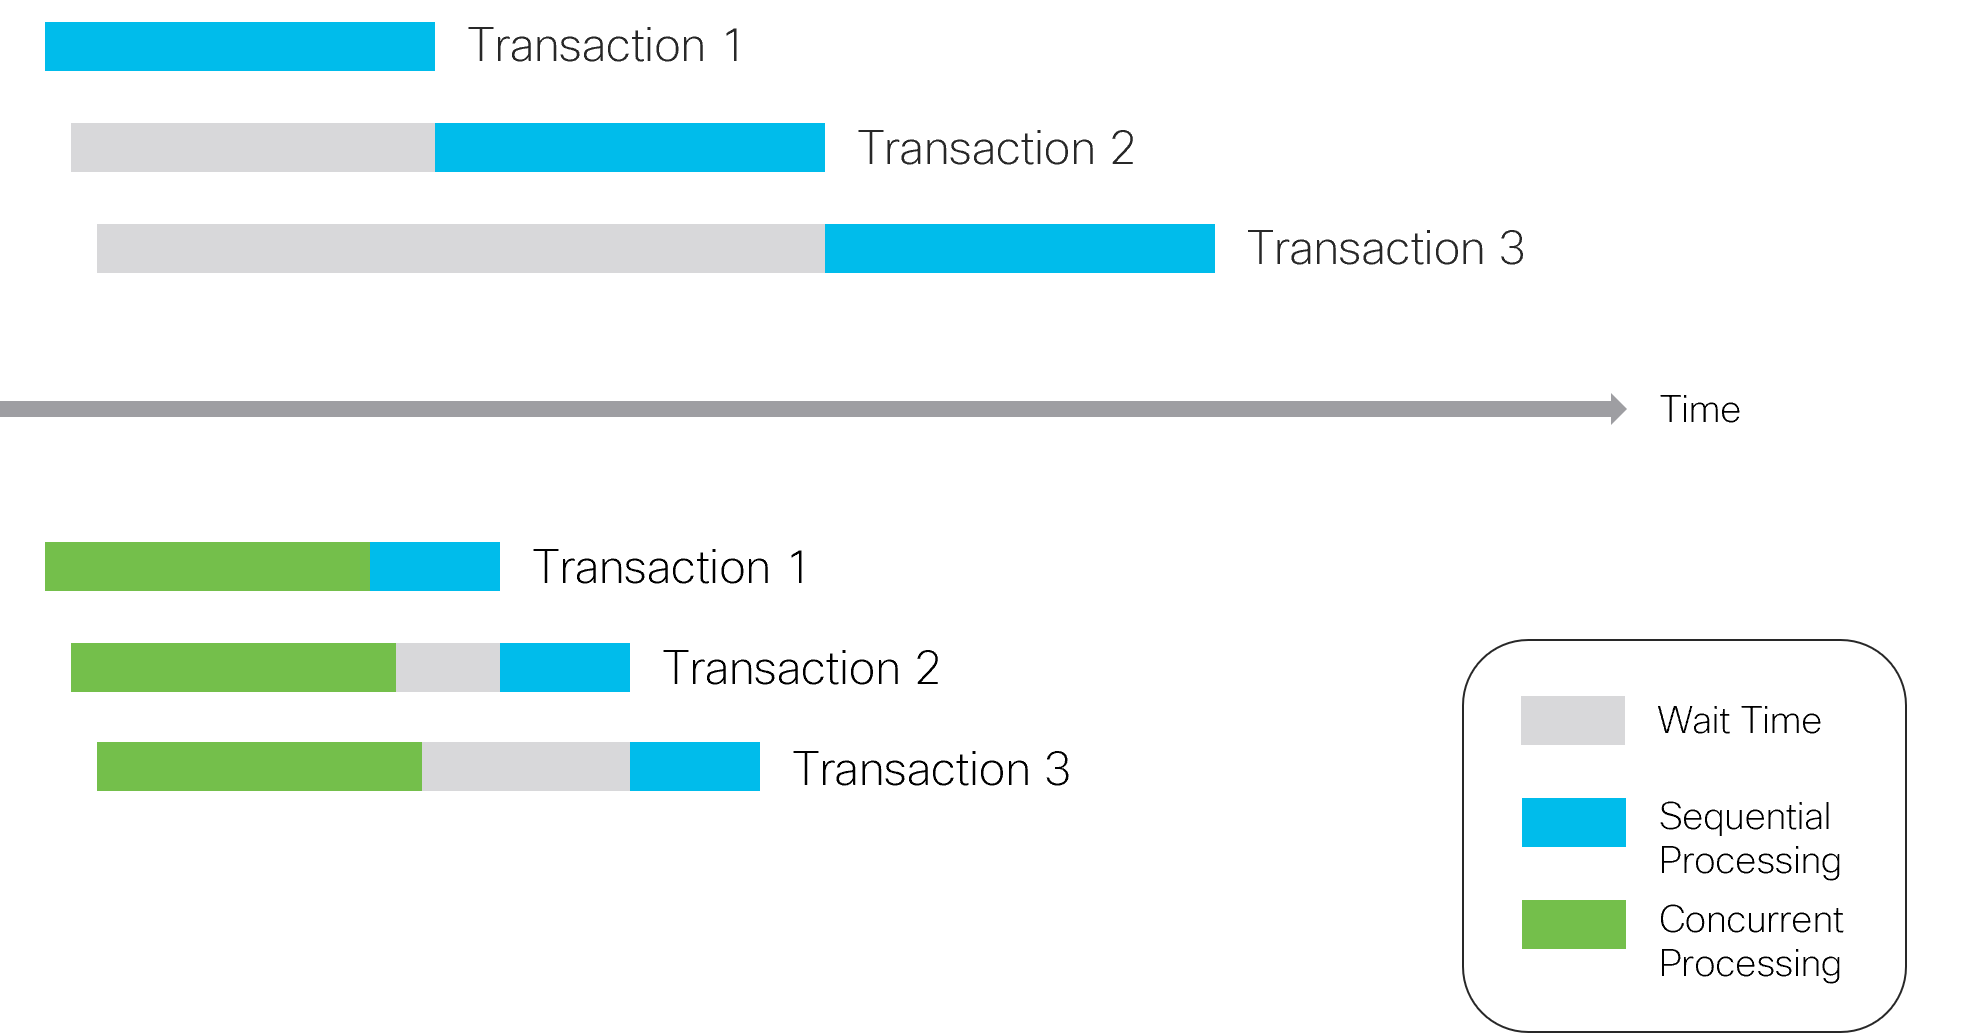 Transaction 1
Transaction 2
Transaction 3
Time
Transaction 1
Transaction 2
Transaction 3
Wait Time
Sequential
Processing
Concurrent
Processing